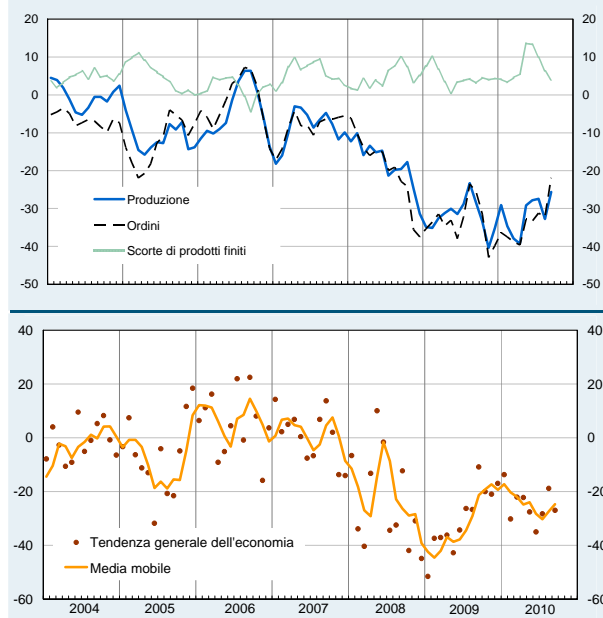 20 20
10 10
0 0
-10 -10
-20 -20
-30 -30
-40 -40
-50 -50
Produzione
Ordini
Scorte di prodotti finiti
40 40
20 20
0 0
-20 -20
-40 -40
-60 -60
Tendenza generale dell'economia
Media mobile
2004 2005 2006 2007 2008 2009 2010